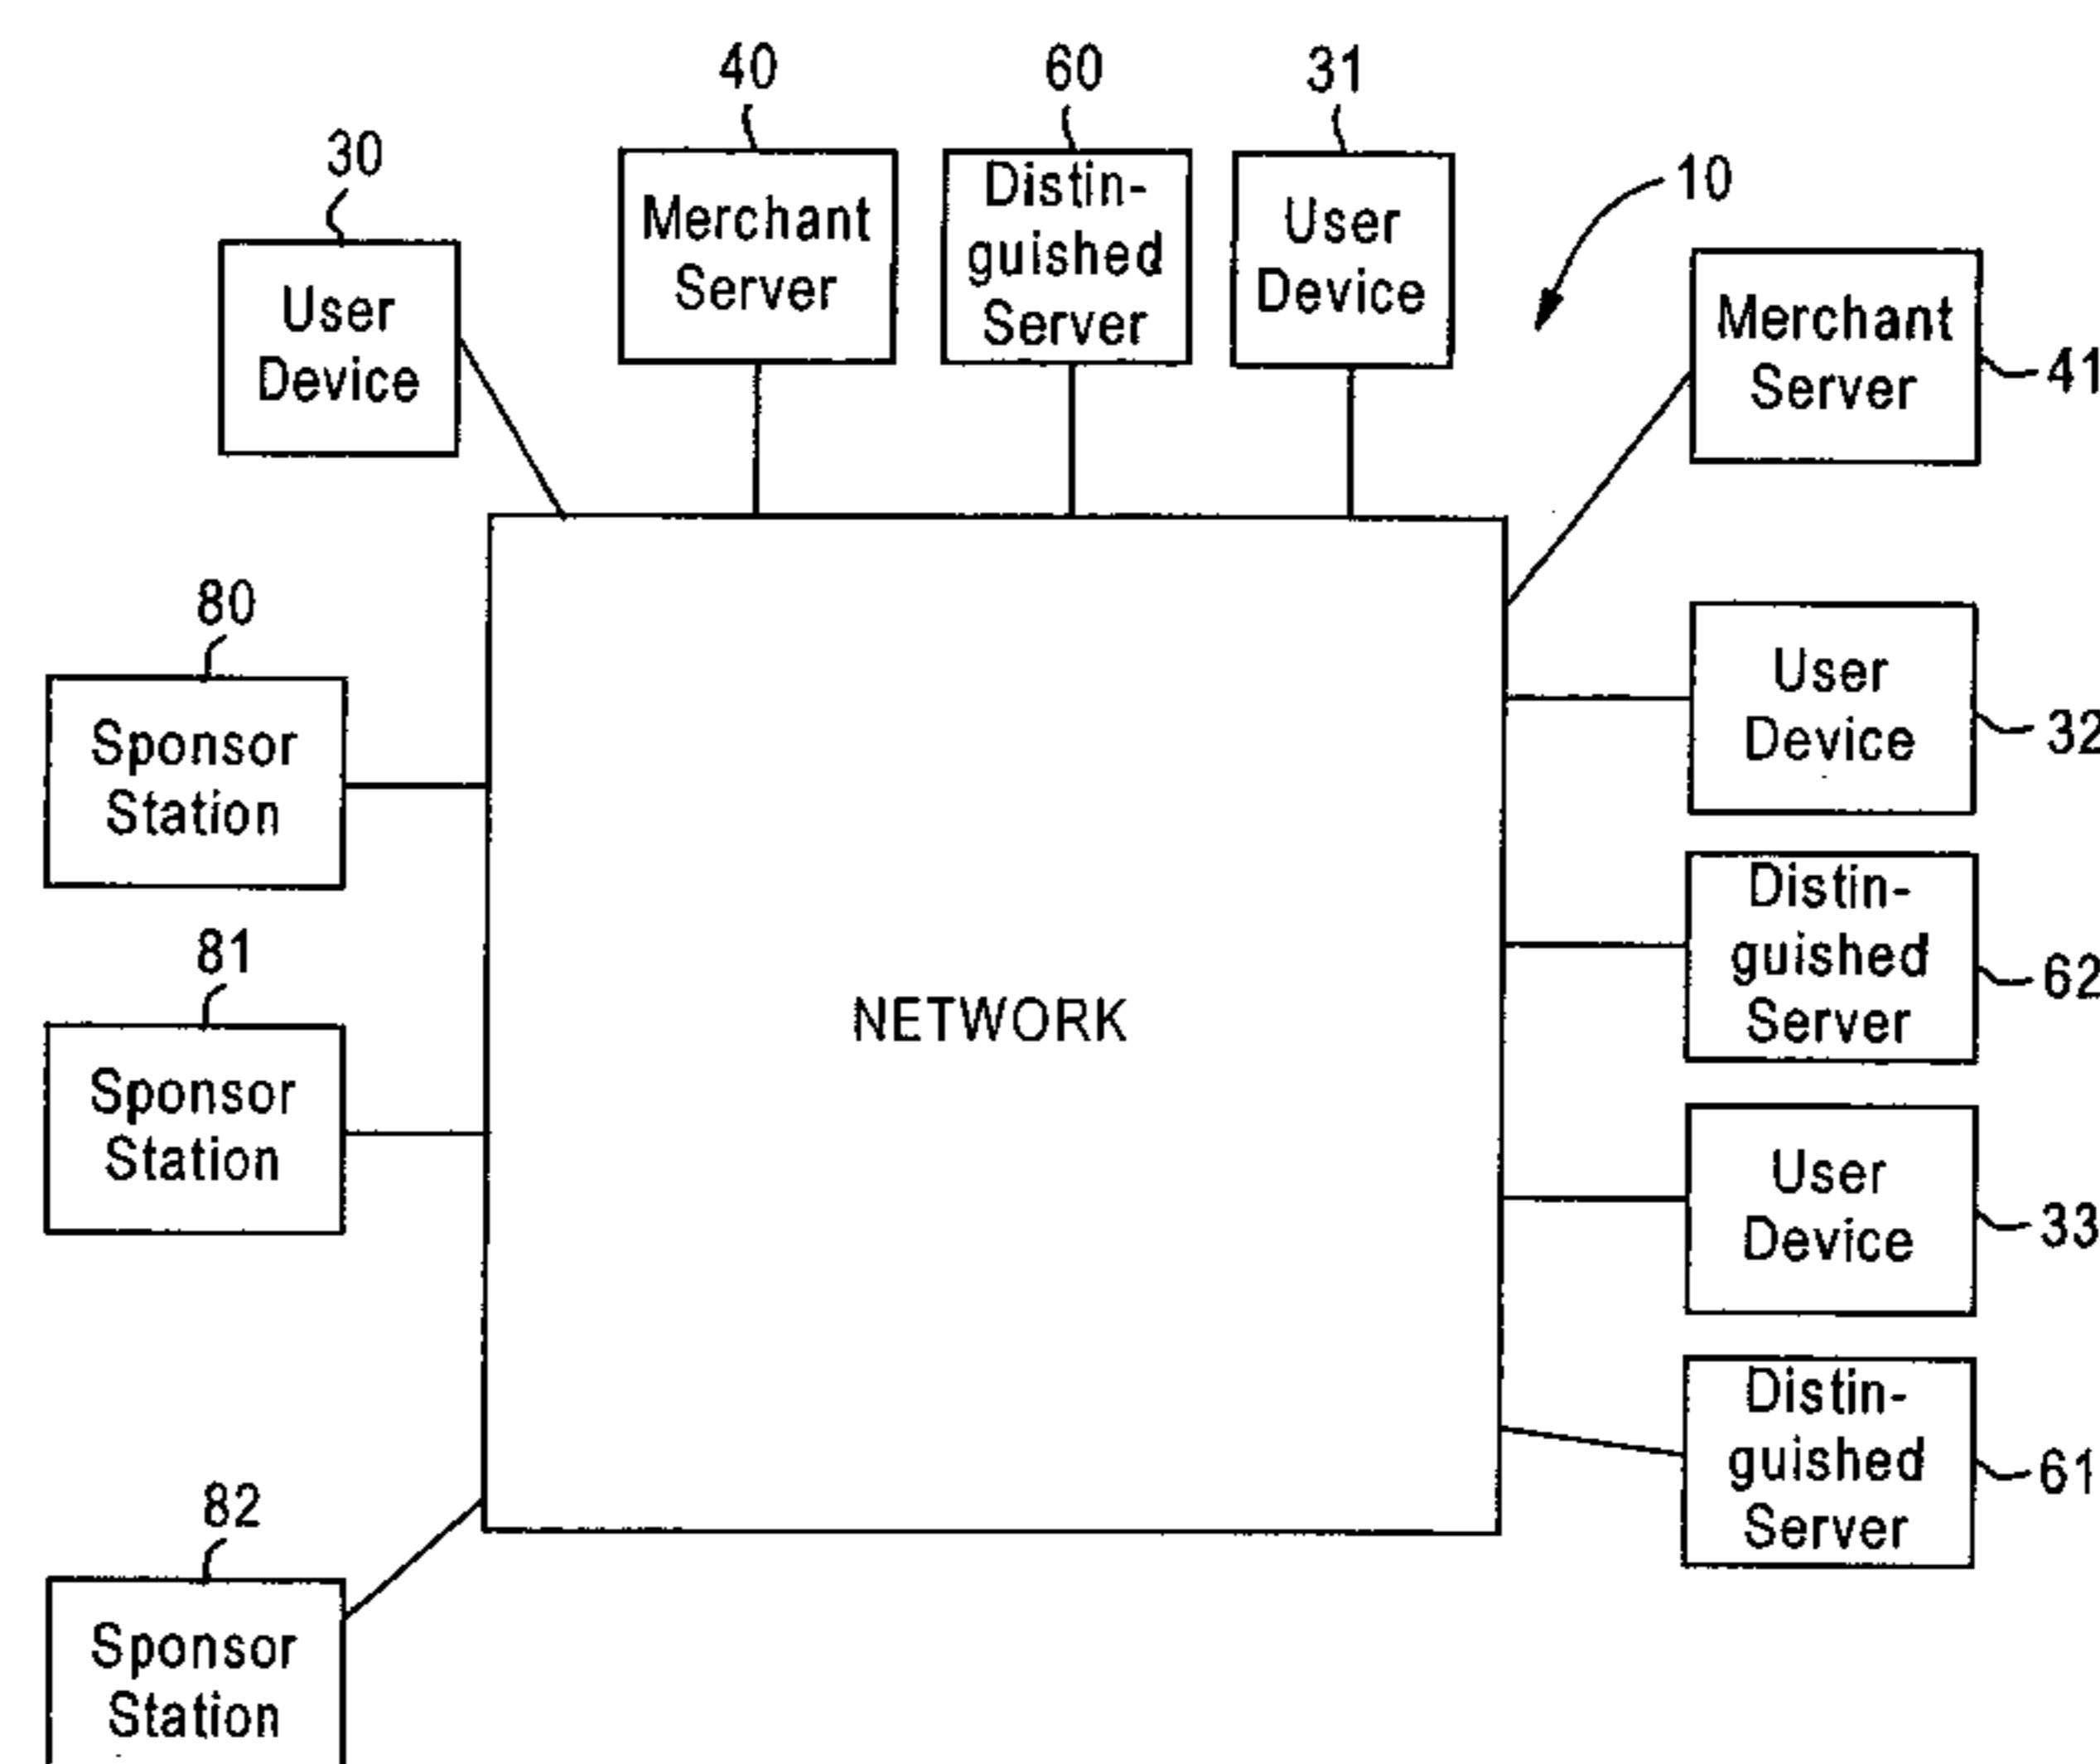 40
60
31
30
10
Merchant
Server
Distin-
guished
Server
User
Device
User
Device
Merchant
Server
41
80
User
Device
32
Sponsor
Station
Distin-
guished
Server
62
81
NETWORK
Sponsor
Station
User
Device
33
Distin-
guished
Server
61
82
Sponsor
Station